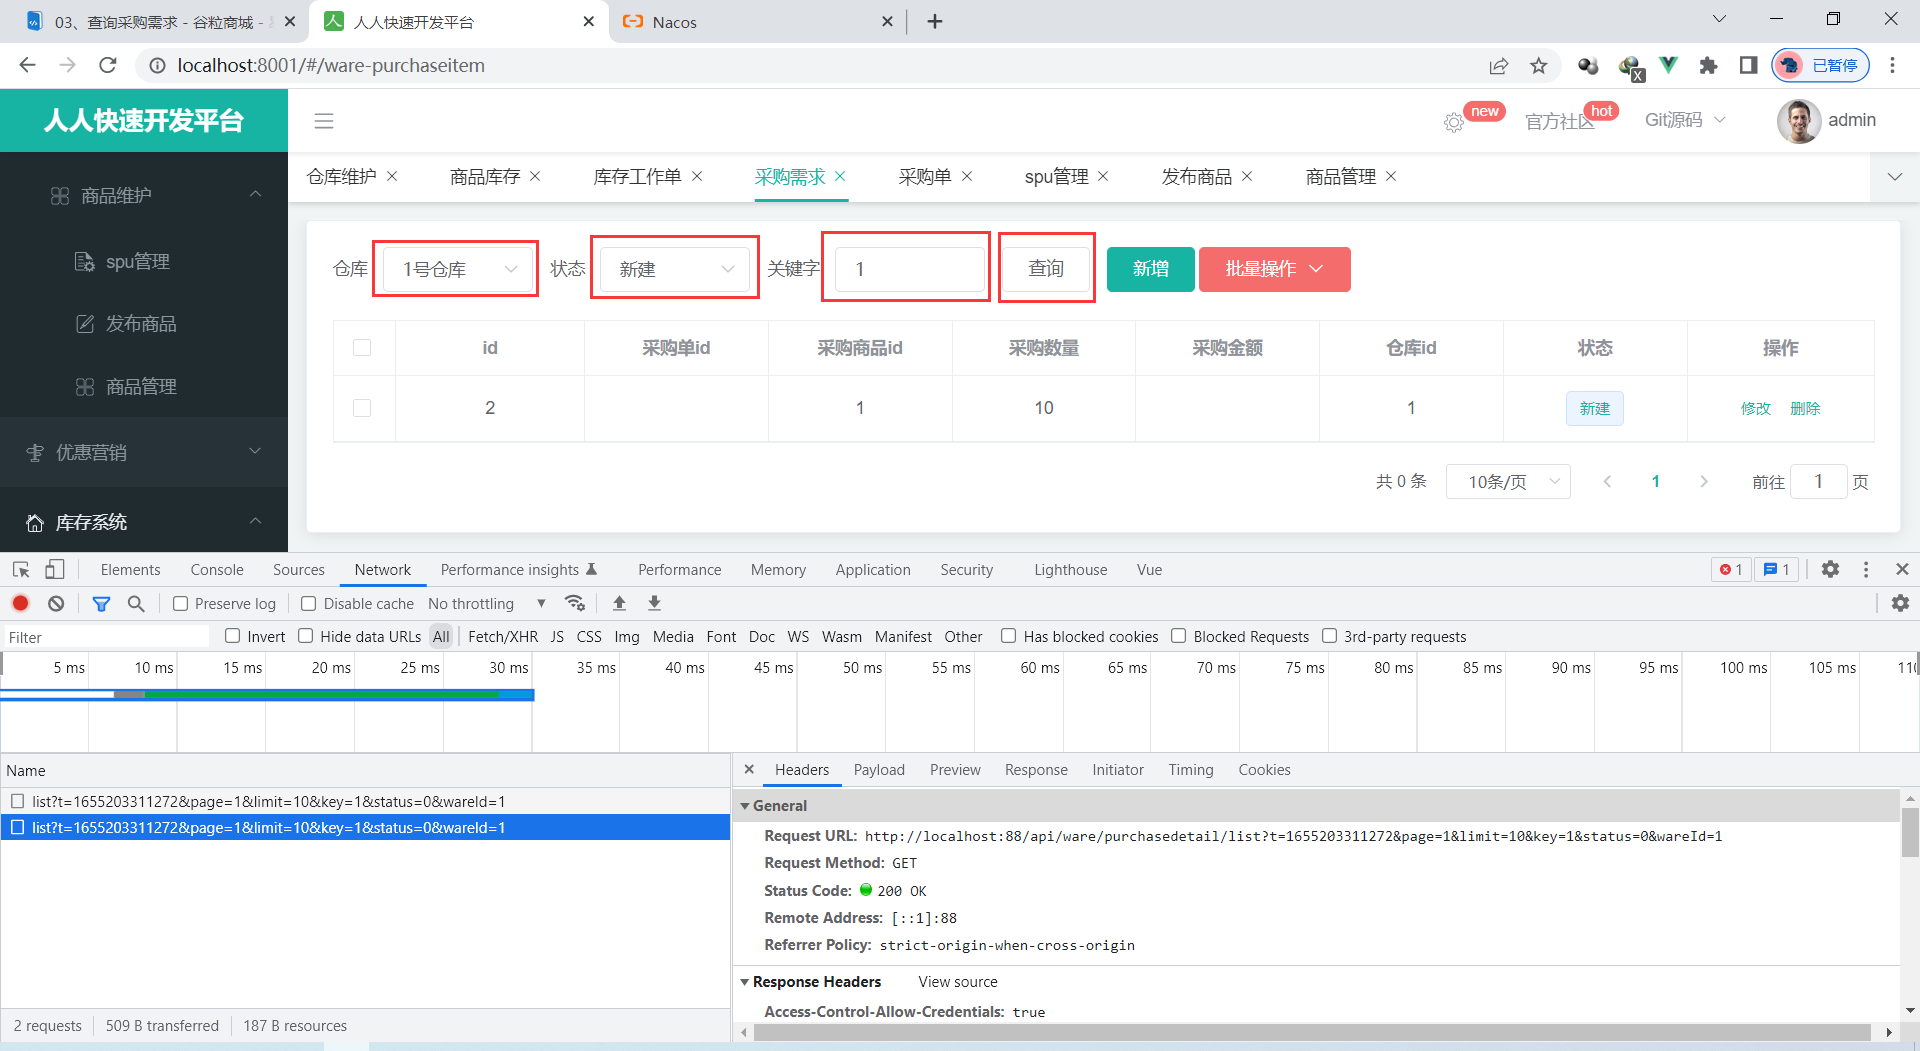 03、查询采购需求 - 谷粒商城 -
人人快速开发平台
Nacos
localhost:8001/#/ware-purchaseitem
已暂停
人人快速开发平台
new
官方社区
hot
Git源码
admin
仓库维护
商品库存
库存工作单
采购需求
采购单
spu管理
发布商品
商品管理
商品维护
spu管理
发布商品
商品管理
优惠营销
库存系统
仓库 1号仓库 状态 新建 关键字 1 查询 新增 批量操作
id 采购单id 采购商品id 采购数量 采购金额 仓库id 状态 操作
2 1 10 1 新建 修改 删除
共 0 条 10条/页 1 前往 1 页
Elements Console Sources Network Performance insights Performance Memory Application Security Lighthouse Vue 1 1
Preserve log Disable cache No throttling
Filter Invert Hide data URLs All Fetch/XHR JS CSS Img Media Font Doc WS Wasm Manifest Other Has blocked cookies Blocked Requests 3rd-party requests
5 ms 10 ms 15 ms 20 ms 25 ms 30 ms 35 ms 40 ms 45 ms 50 ms 55 ms 60 ms 65 ms 70 ms 75 ms 80 ms 85 ms 90 ms 95 ms 100 ms 105 ms
Name
list?t=1655203311272&page=1&limit=10&key=1&status=0&wareId=1
list?t=1655203311272&page=1&limit=10&key=1&status=0&wareId=1
2 requests 509 B transferred 187 B resources
Headers Payload Preview Response Initiator Timing Cookies
General
Request URL: http://localhost:88/api/ware/purchasedetail/list?t=1655203311272&page=1&limit=10&key=1&status=0&wareId=1
Request Method: GET
Status Code: 200 OK
Remote Address: [::1]:88
Referrer Policy: strict-origin-when-cross-origin
Response Headers View source
Access-Control-Allow-Credentials: true